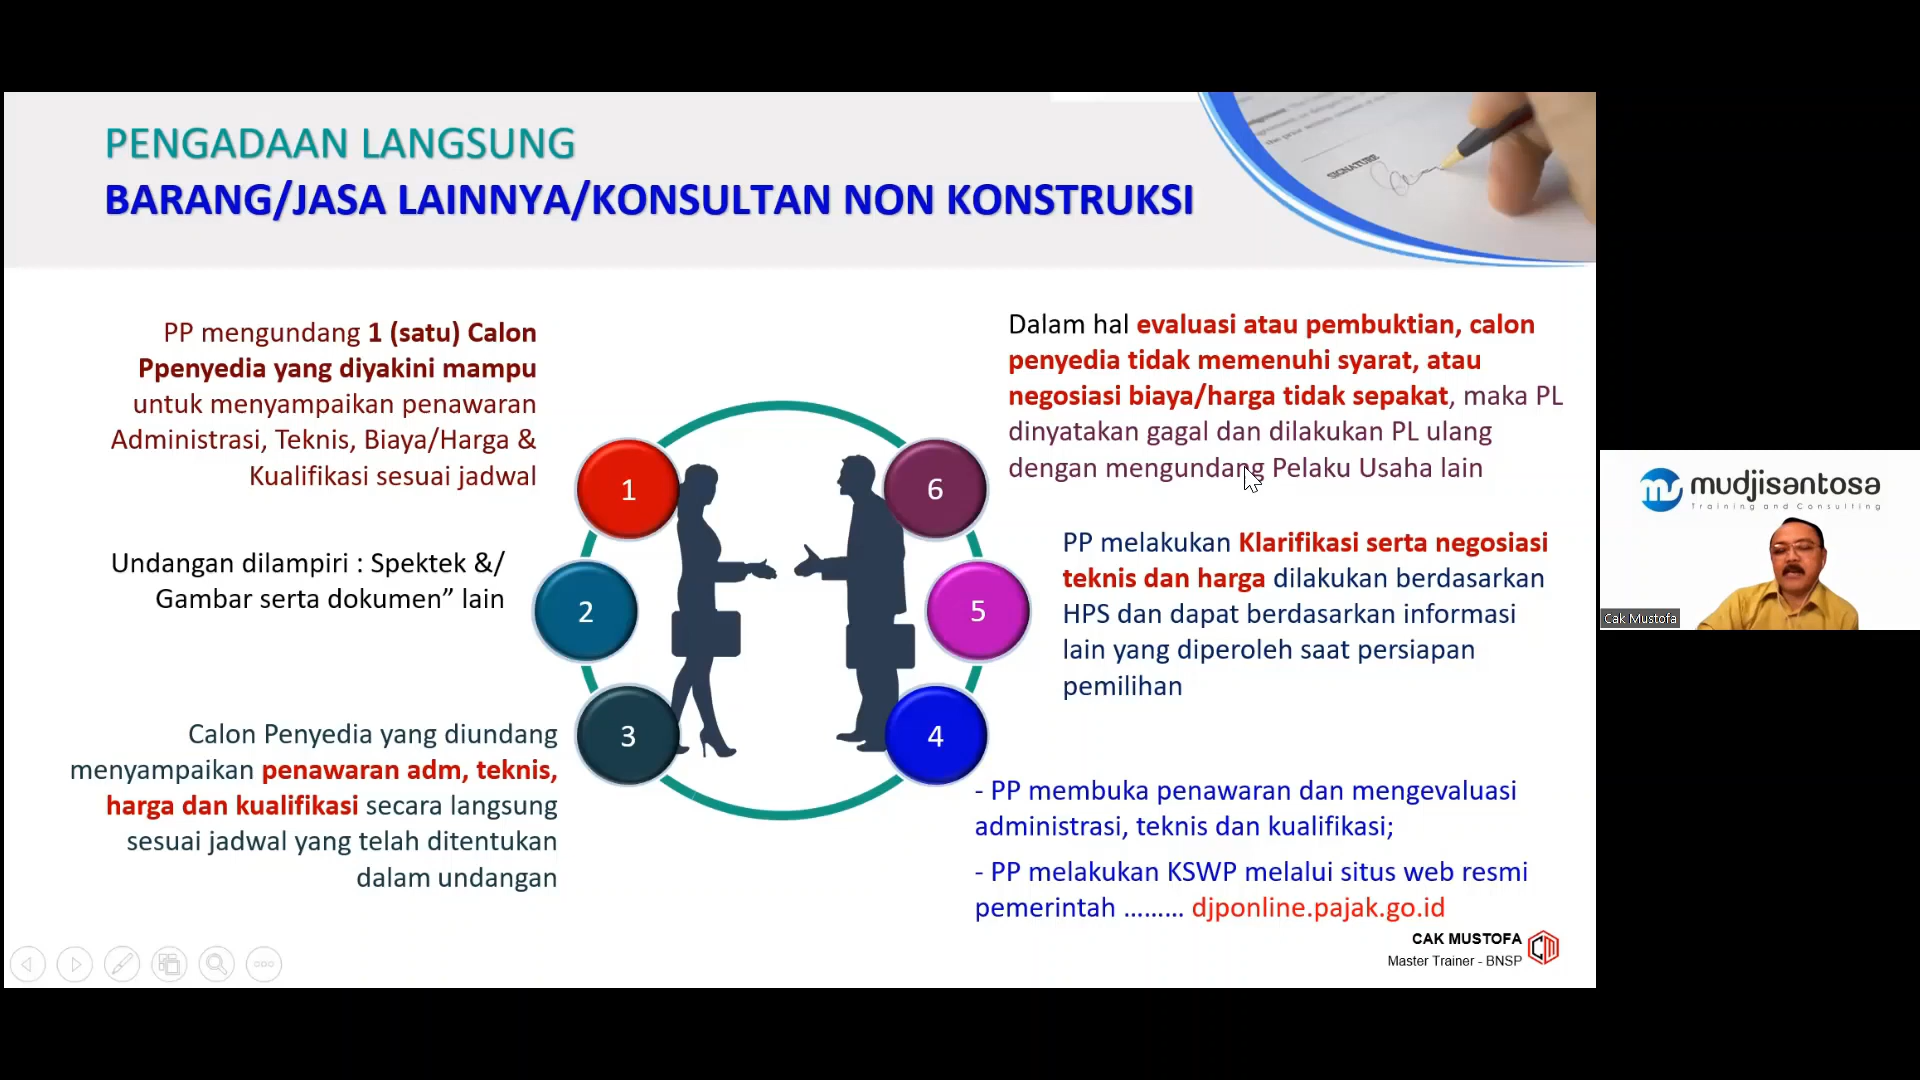 PENGADAAN LANGSUNG
BARANG/JASA LAINNYA/KONSULTAN NON KONSTRUKSI
SIGNATURE
PP mengundang 1 (satu) Calon
Ppenyedia yang diyakini mampu
untuk menyampaikan penawaran
Administrasi, Teknis, Biaya/Harga &
Kualifikasi sesuai jadwal
1
Undangan dilampiri : Spektek &/
Gambar serta dokumen” lain
2
Calon Penyedia yang diundang
menyampaikan penawaran adm, teknis,
harga dan kualifikasi secara langsung
sesuai jadwal yang telah ditentukan
dalam undangan
3
4
- PP membuka penawaran dan mengevaluasi
administrasi, teknis dan kualifikasi;
- PP melakukan KSWP melalui situs web resmi
pemerintah ……… djponline.pajak.go.id
5
PP melakukan Klarifikasi serta negosiasi
teknis dan harga dilakukan berdasarkan
HPS dan dapat berdasarkan informasi
lain yang diperoleh saat persiapan
pemilihan
6
Dalam hal evaluasi atau pembuktian, calon
penyedia tidak memenuhi syarat, atau
negosiasi biaya/harga tidak sepakat, maka PL
dinyatakan gagal dan dilakukan PL ulang
dengan mengundang Pelaku Usaha lain
CAK MUSTOFA
Master Trainer - BNSP
mudjisantosa
Training and Consulting
Cak Mustofa